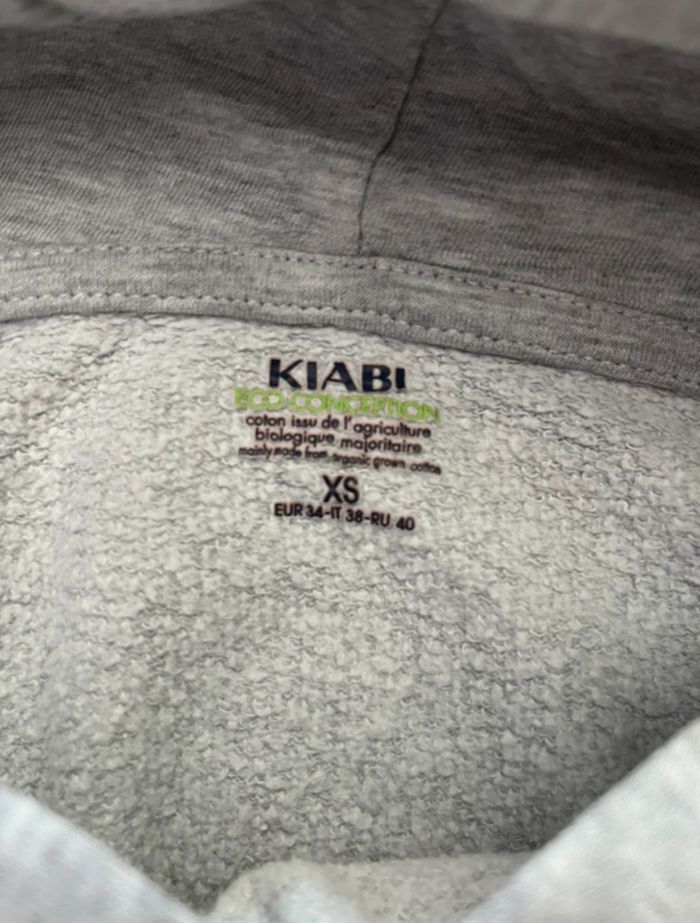 KIABI
ECO-CONCEPTION
coton issu de l'agriculture
biologique majoritaire
mainly made from organic grown cotton
XS
EUR 34-IT 38-RU 40